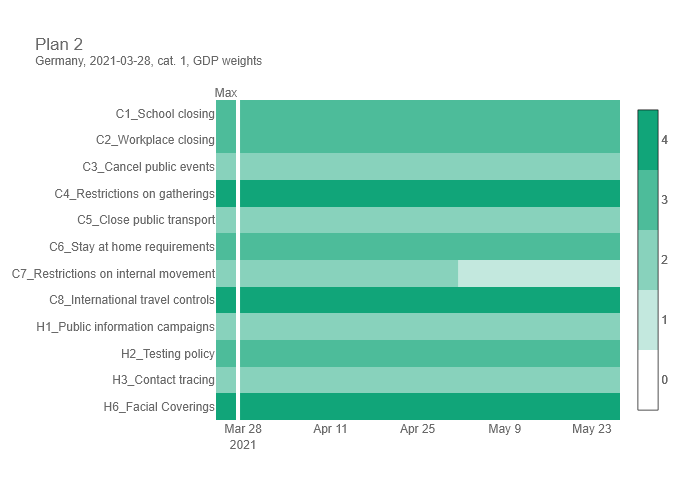 Plan 2
Germany, 2021-03-28, cat. 1, GDP weights
Max
C1_School closing
C2_Workplace closing
C3_Cancel public events
C4_Restrictions on gatherings
C5_Close public transport
C6_Stay at home requirements
C7_Restrictions on internal movement
C8_International travel controls
H1_Public information campaigns
H2_Testing policy
H3_Contact tracing
H6_Facial Coverings
Mar 28 Apr 11 Apr 25 May 9 May 23
2021
4
3
2
1
0